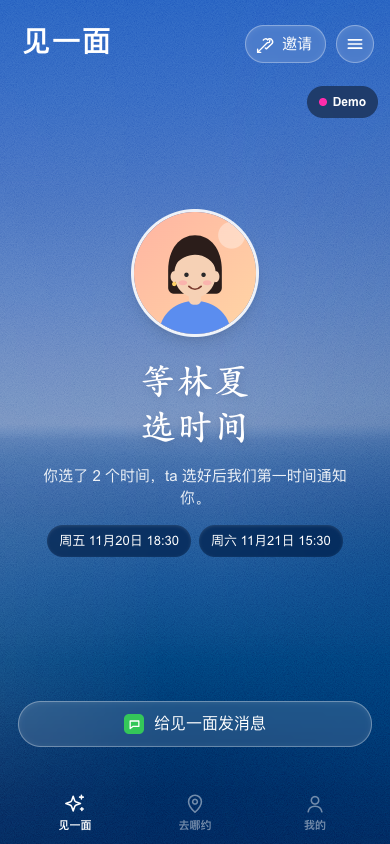 见一面
邀请
Demo
等林夏
选时间
你选了 2 个时间，ta 选好后我们第一时间通知
你。
周五 11月20日 18:30
周六 11月21日 15:30
给见一面发消息
见一面
去哪约
我的